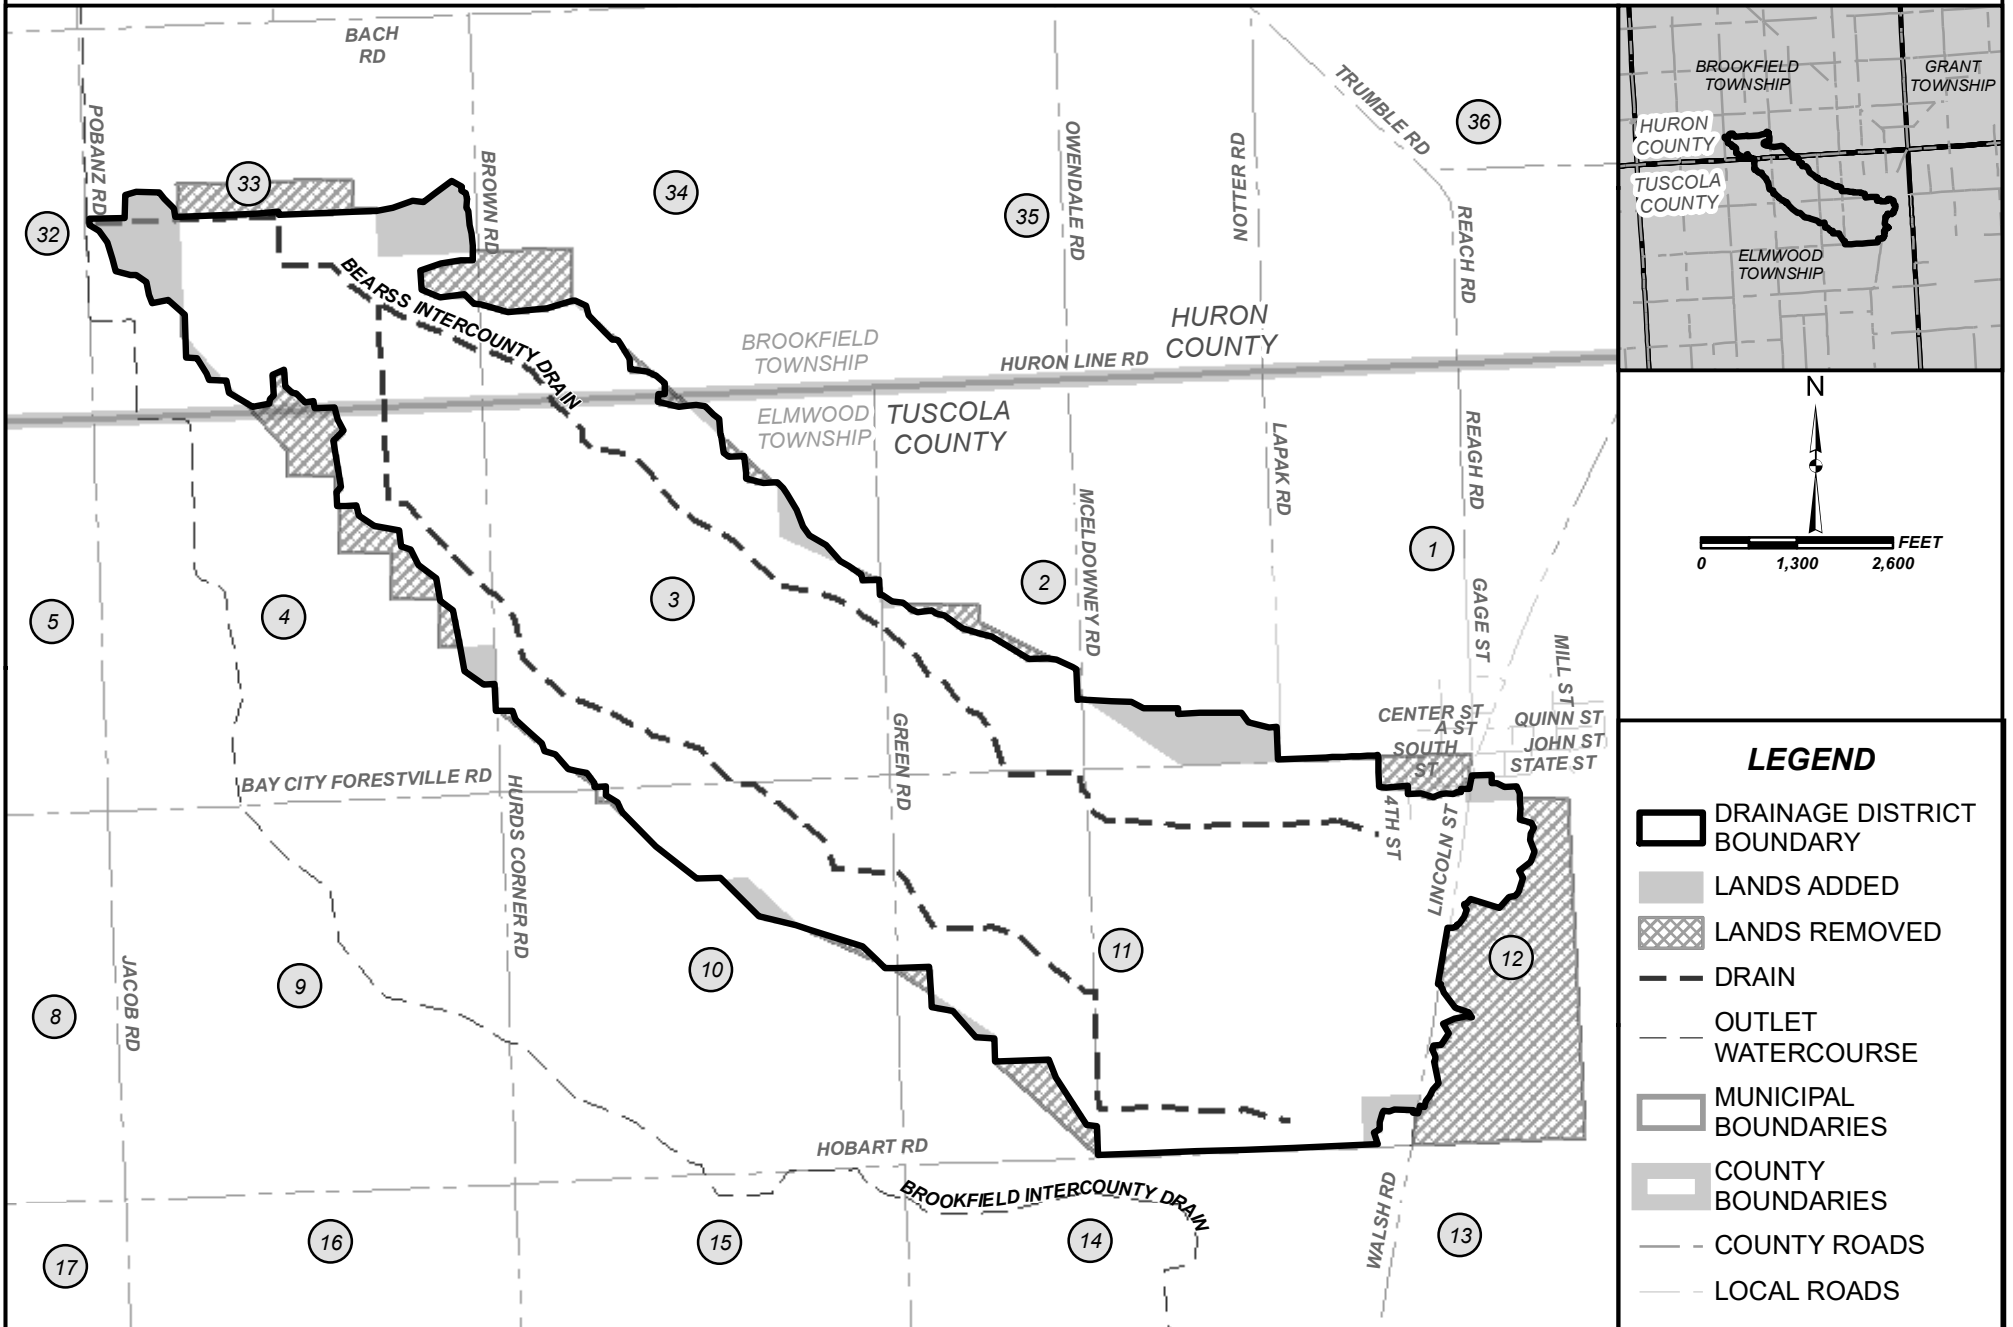 BACH
RD
POBANZ RD
BROWN RD
OWENDALE RD
NOTTER RD
TRUMBLE RD
REACH RD
36
33
34
35
32
BEARSS INTERCOUNTY DRAIN
BROOKFIELD
TOWNSHIP
HURON
COUNTY
HURON LINE RD
ELMWOOD
TOWNSHIP
TUSCOLA
COUNTY
LAPAK RD
REAGH RD
MCELDOWNEY RD
1
2
3
4
5
GAGE ST
MILL ST
CENTER ST
A ST
SOUTH
ST
QUINN ST
JOHN ST
STATE ST
GREEN RD
BAY CITY FORESTVILLE RD
HURDS CORNER RD
4TH ST
LINCOLN ST
JACOB RD
8
9
10
11
12
HOBART RD
BROOKFIELD INTERCOUNTY DRAIN
WALSH RD
17
16
15
14
13
BROOKFIELD
TOWNSHIP
GRANT
TOWNSHIP
HURON
COUNTY
TUSCOLA
COUNTY
ELMWOOD
TOWNSHIP
N
FEET
0 1,300 2,600
LEGEND
DRAINAGE DISTRICT
BOUNDARY
LANDS ADDED
LANDS REMOVED
DRAIN
OUTLET
WATERCOURSE
MUNICIPAL
BOUNDARIES
COUNTY
BOUNDARIES
COUNTY ROADS
LOCAL ROADS